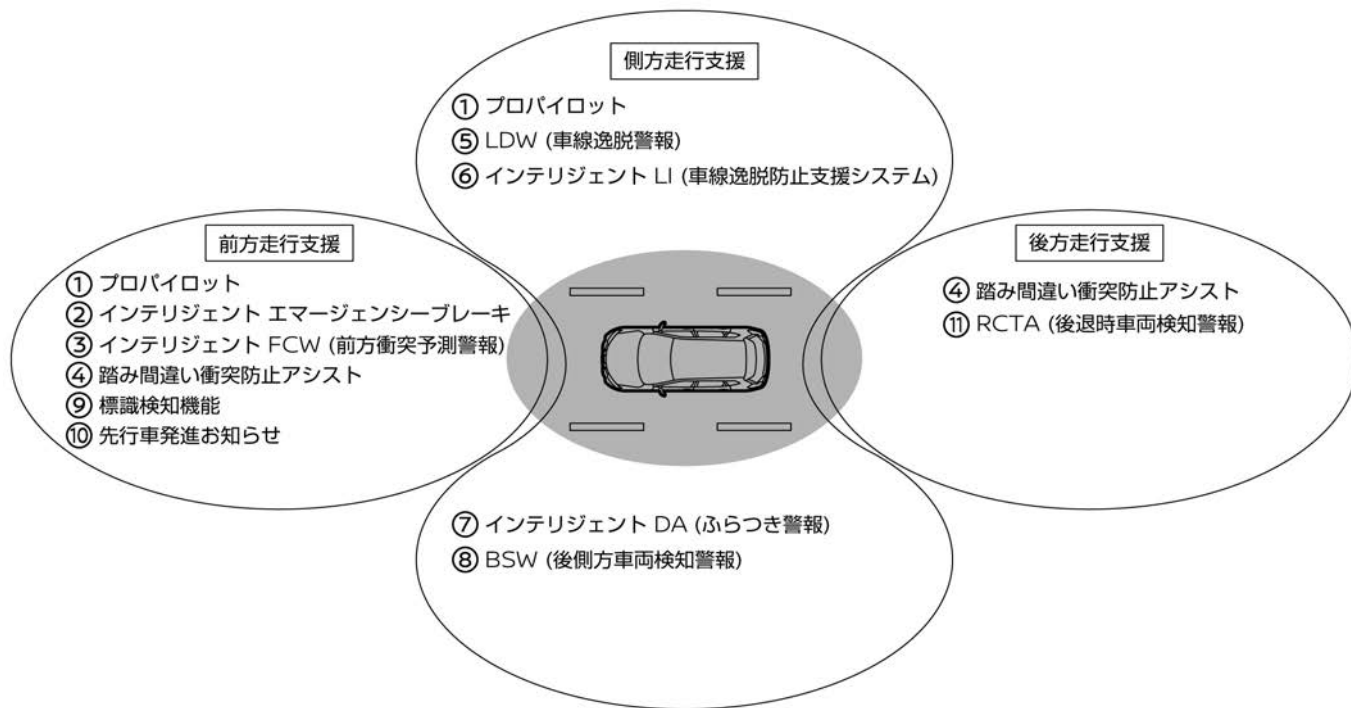 側方走行支援
① プロパイロット
⑤ LDW (車線逸脱警報)
⑥ インテリジェント LI (車線逸脱防止支援システム)
前方走行支援
① プロパイロット
② インテリジェント エマージェンシーブレーキ
③ インテリジェント FCW (前方衝突予測警報)
④ 踏み間違い衝突防止アシスト
⑨ 標識検知機能
⑩ 先行車発進お知らせ
後方走行支援
④ 踏み間違い衝突防止アシスト
⑪ RCTA (後退時車両検知警報)
⑦ インテリジェント DA (ふらつき警報)
⑧ BSW (後側方車両検知警報)